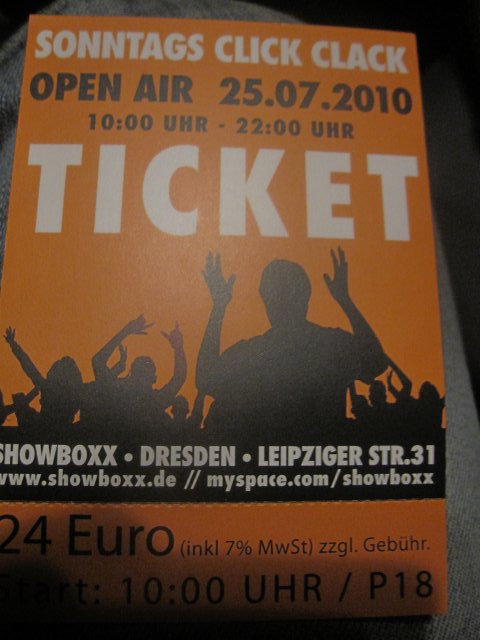 SONNTAGS CLICK CLACK
OPEN AIR 25.07.2010
10:00 UHR - 22:00 UHR
TICKET
SHOWBOXX • DRESDEN • LEIPZIGER STR.31
www.showboxx.de // myspace.com/showboxx
24 Euro (inkl 7% MwSt) zzgl. Gebühr.
Start: 10:00 UHR / P18